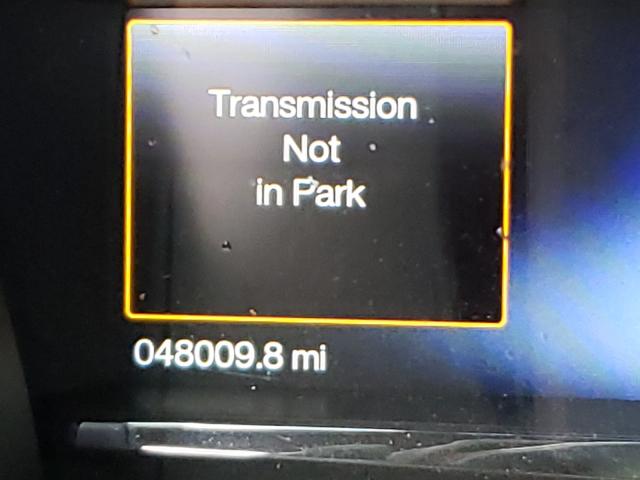 Transmission
Not
in Park
048009.8 mi